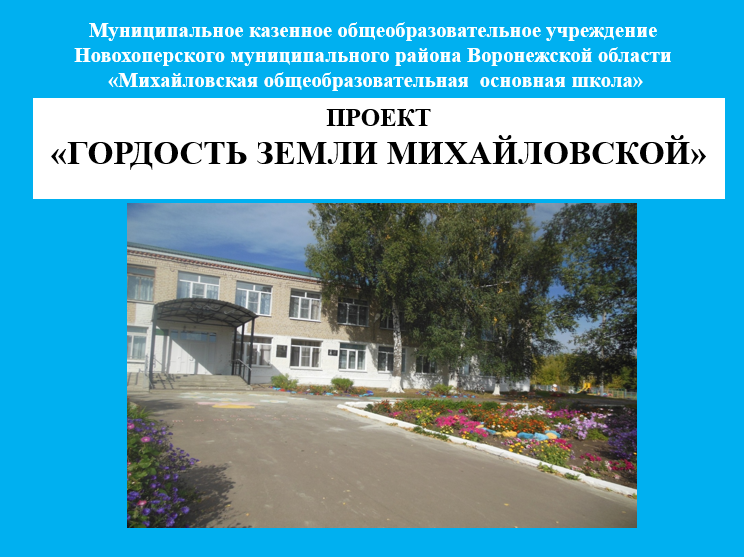 Муниципальное казенное общеобразовательное учреждение
Новохоперского муниципального района Воронежской области
«Михайловская общеобразовательная  основная школа»
ПРОЕКТ
«ГОРДОСТЬ ЗЕМЛИ МИХАЙЛОВСКОЙ»